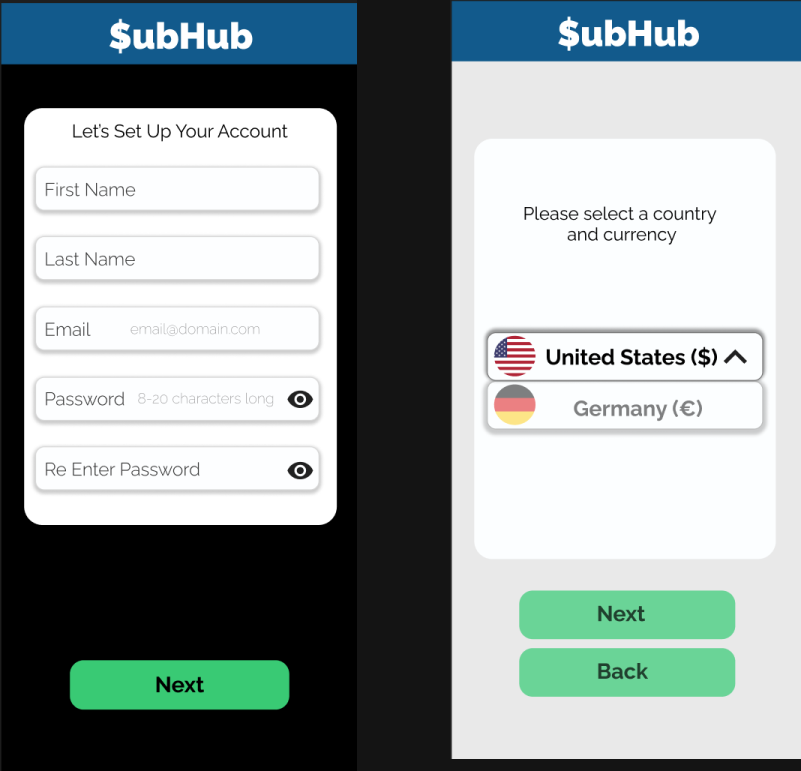 $ubHub
Let's Set Up Your Account
First Name
Last Name
Email email@domain.com
Password 8-20 characters long
Re Enter Password
Next
$ubHub
Please select a country
and currency
United States ($)
Germany (€)
Next
Back